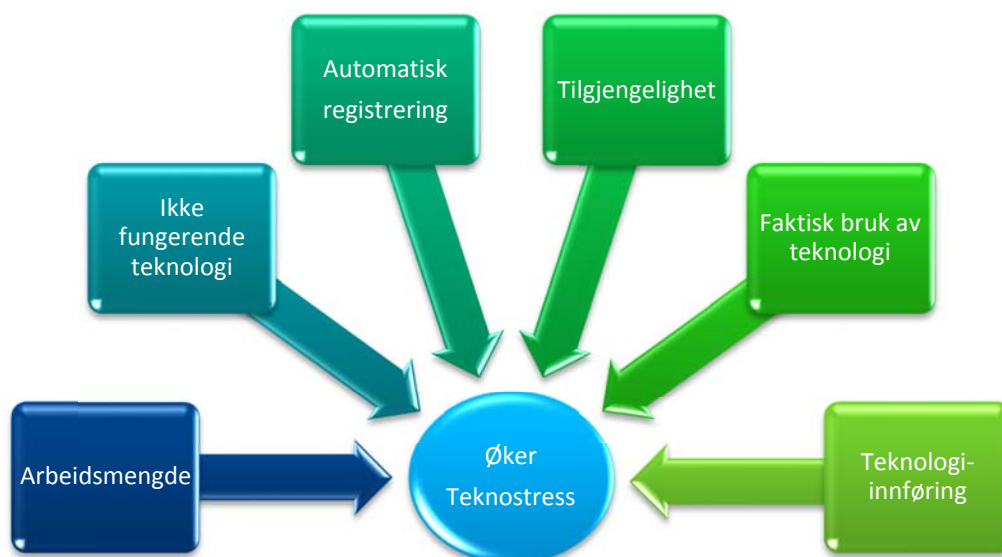 Automatisk
registrering
Tilgjengelighet
Ikke
fungerende
teknologi
Faktisk bruk av
teknologi
Arbeidsmengde
Øker
Teknostress
Teknologi-
innføring